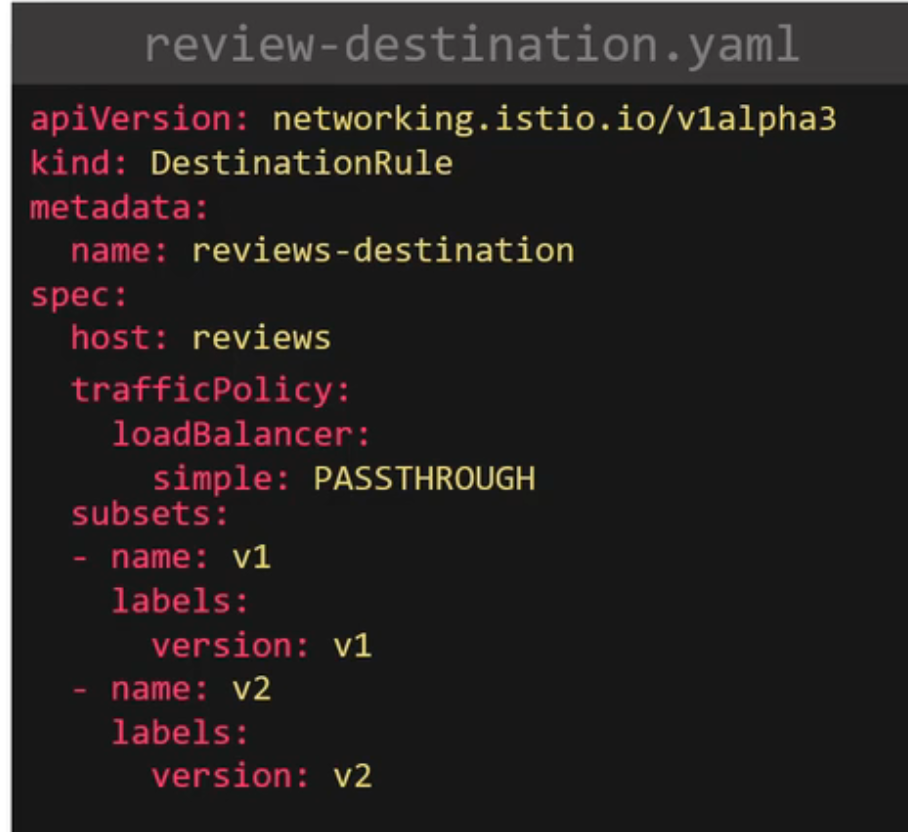 review-destination.yaml
apiVersion: networking.istio.io/v1alpha3
kind: DestinationRule
metadata:
  name: reviews-destination
spec:
  host: reviews
  trafficPolicy:
    loadBalancer:
      simple: PASSTHROUGH
  subsets:
  - name: v1
    labels:
      version: v1
  - name: v2
    labels:
      version: v2